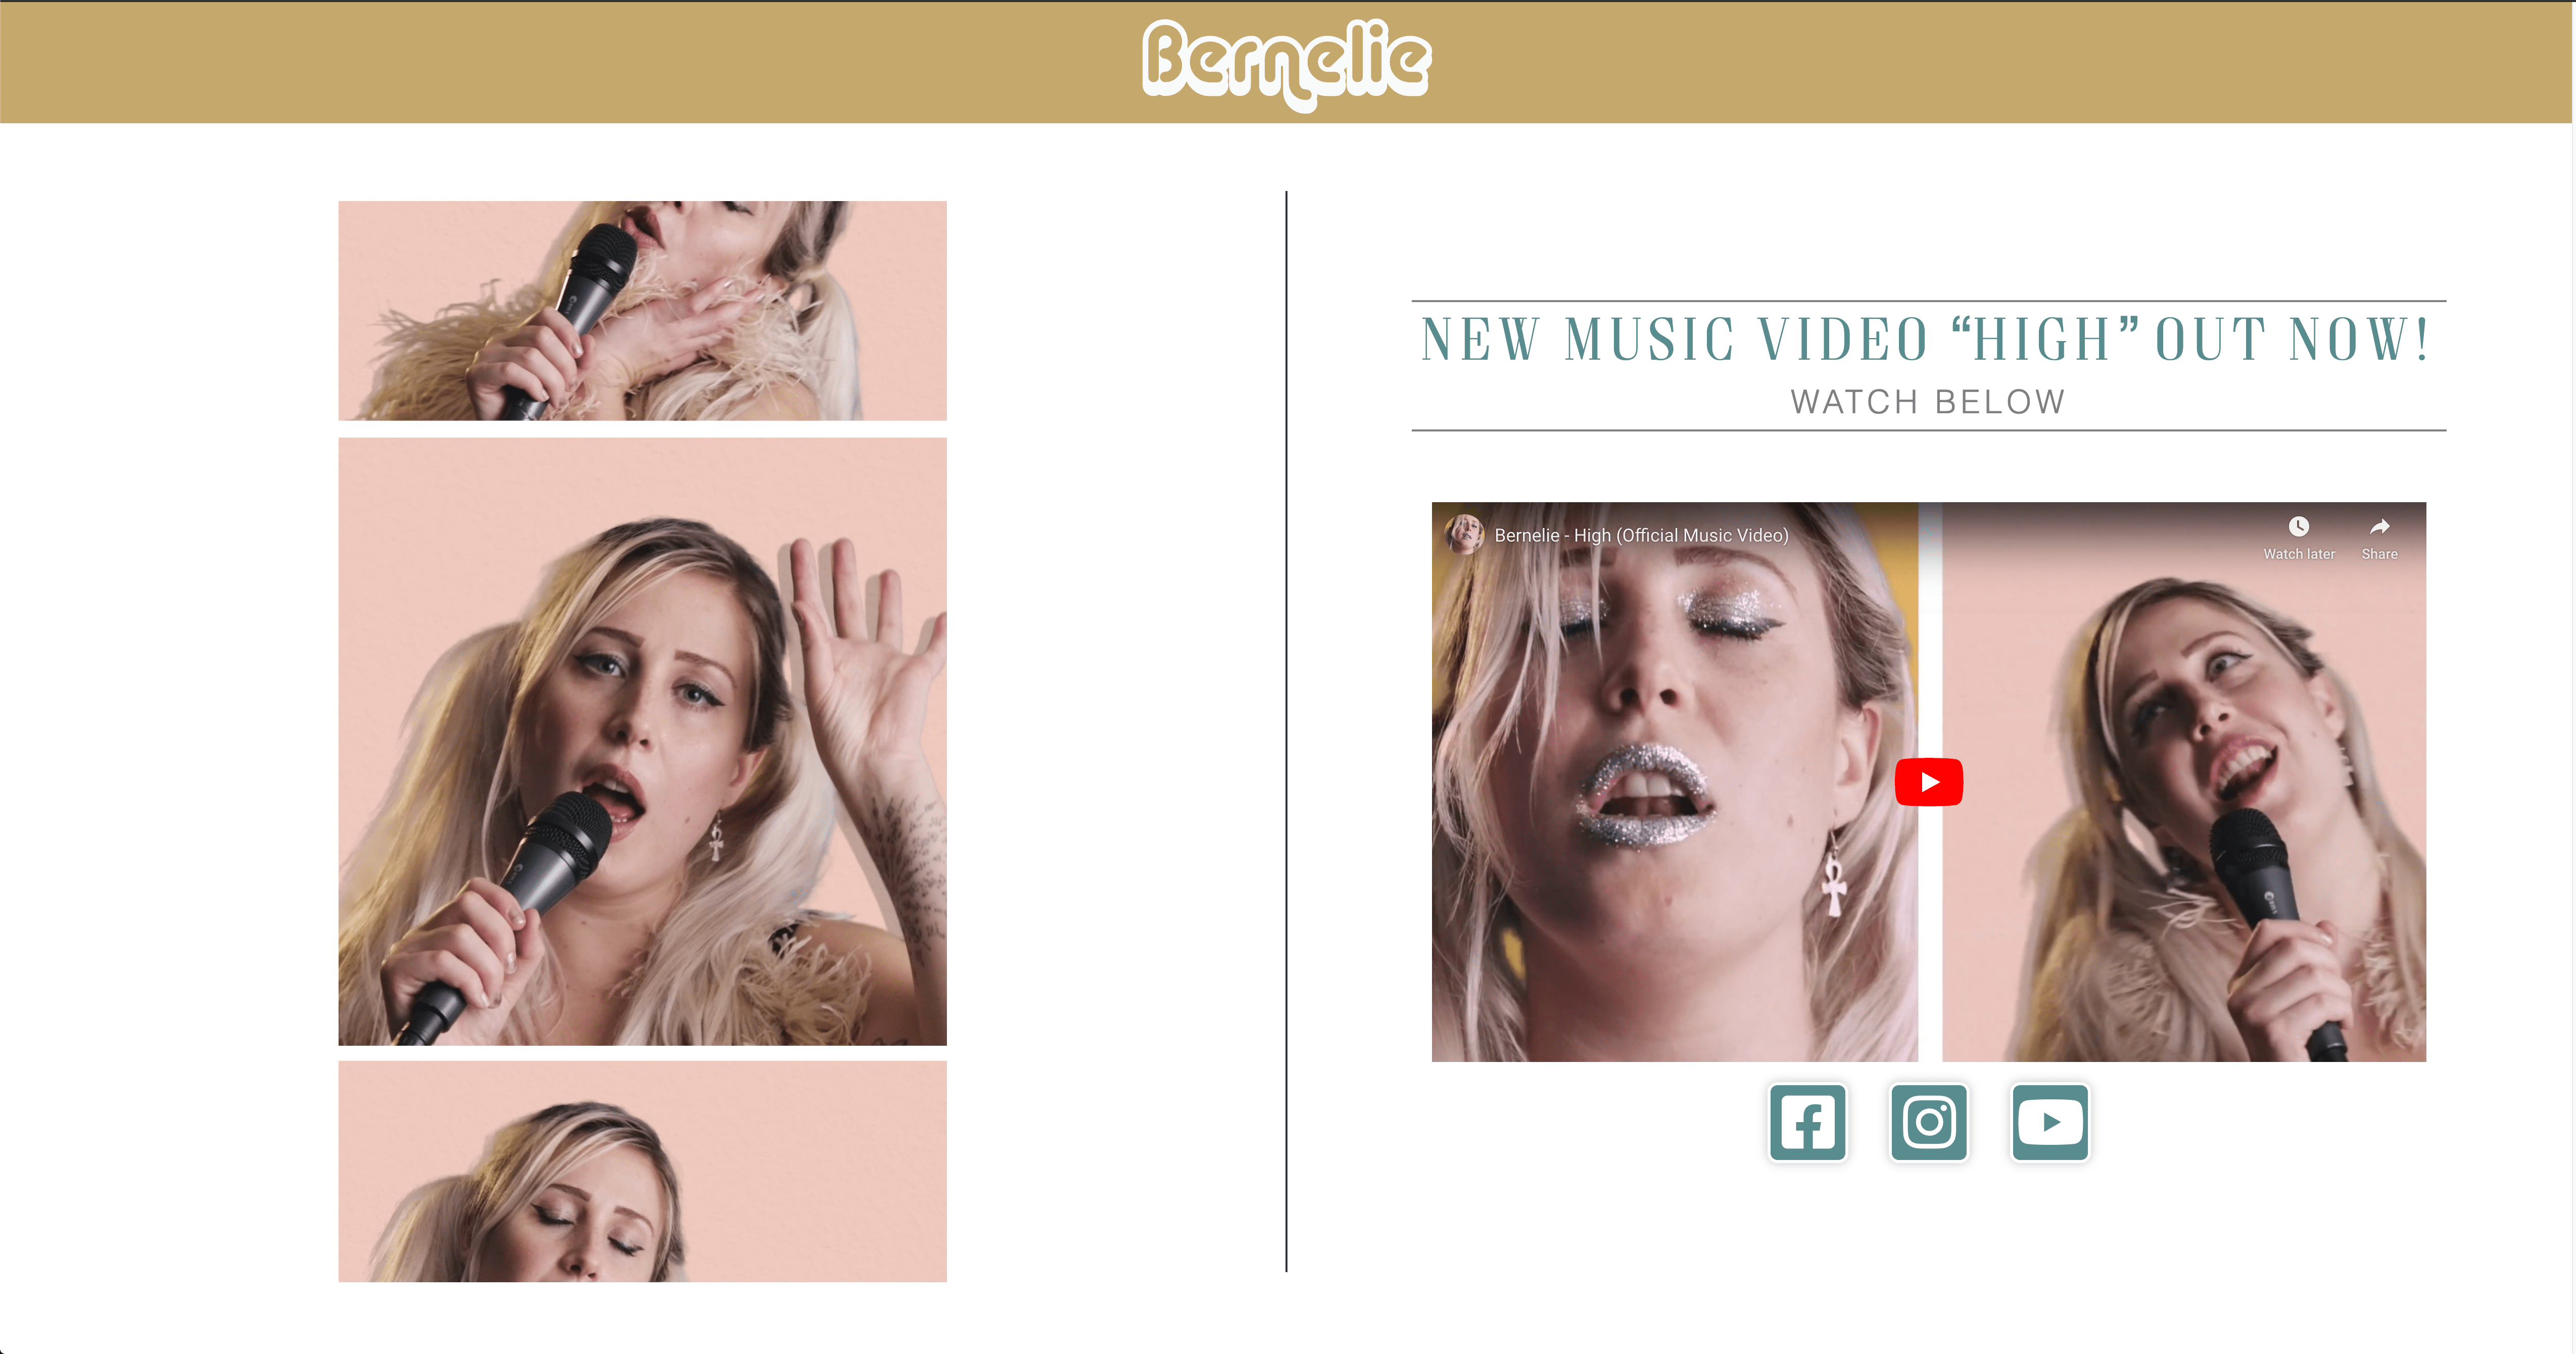 Bernelie
NEW MUSIC VIDEO “HIGH” OUT NOW!
WATCH BELOW
Bernelie - High (Official Music Video)
Watch later
Share